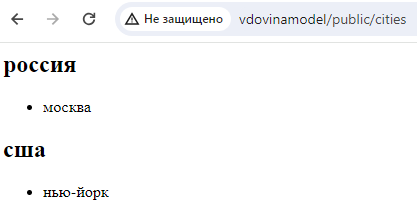 Не защищено vdovinamodel/public/cities
россия
москва
сша
нью-йорк